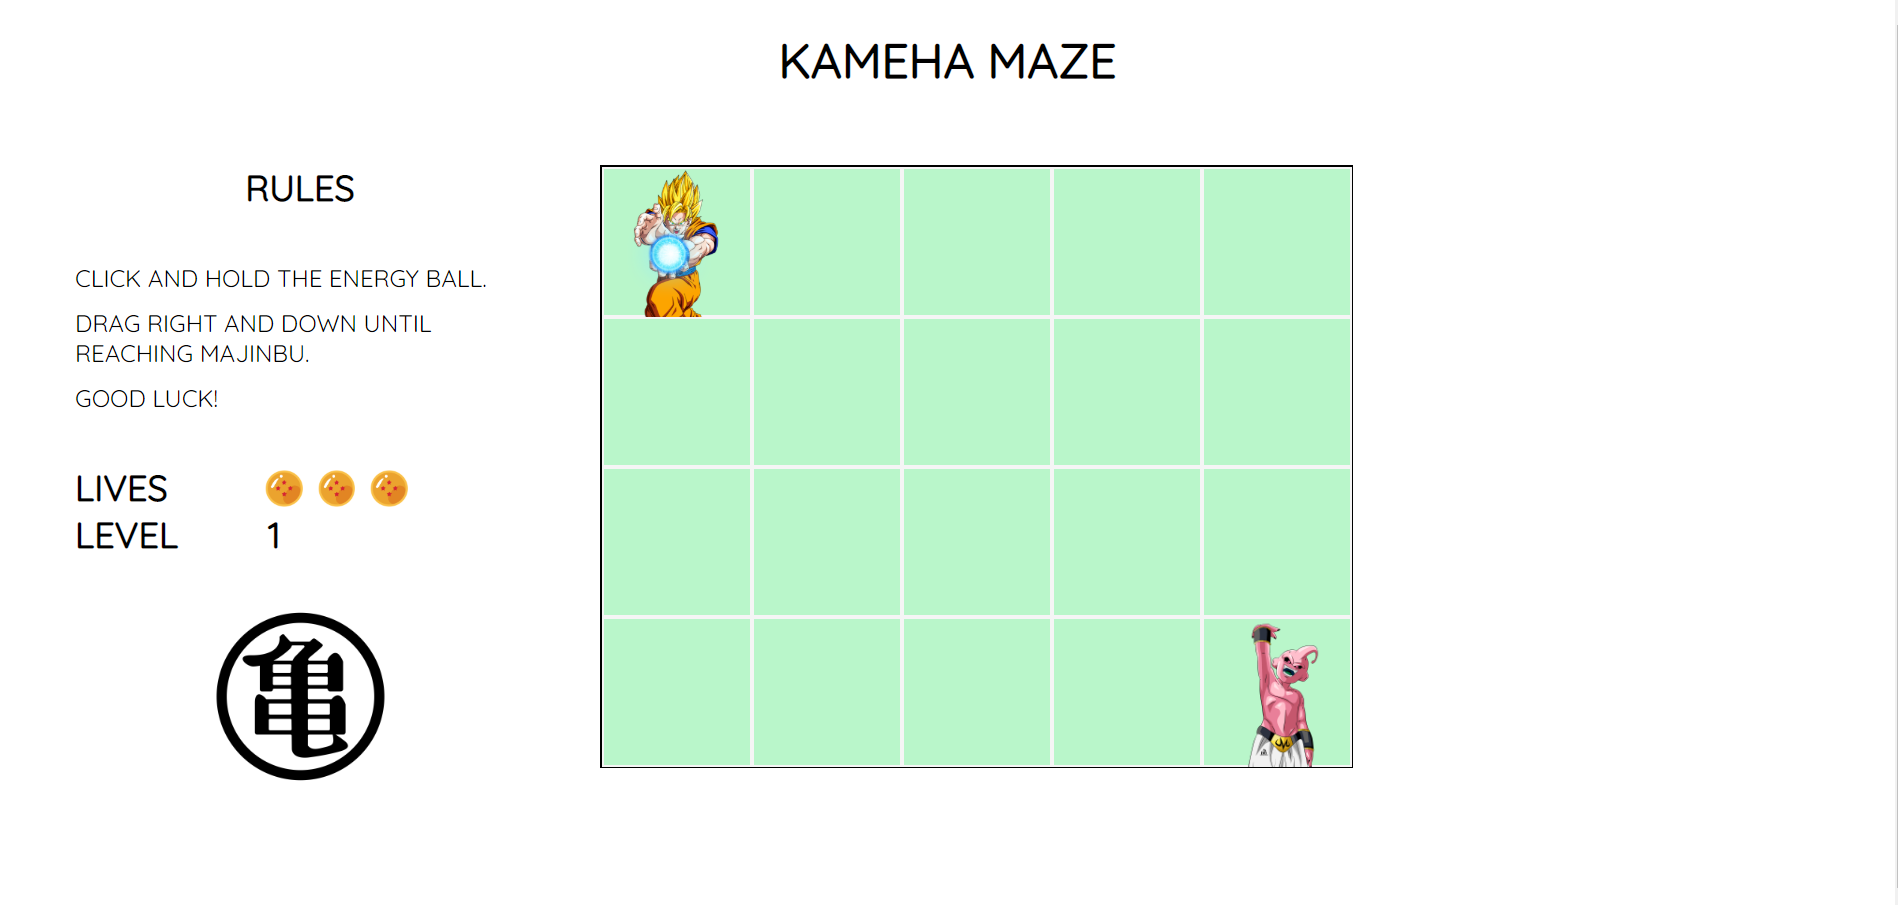 KAMEHA MAZE
RULES
CLICK AND HOLD THE ENERGY BALL.
DRAG RIGHT AND DOWN UNTIL
REACHING MAJINBU.
GOOD LUCK!
LIVES
LEVEL 1
亀